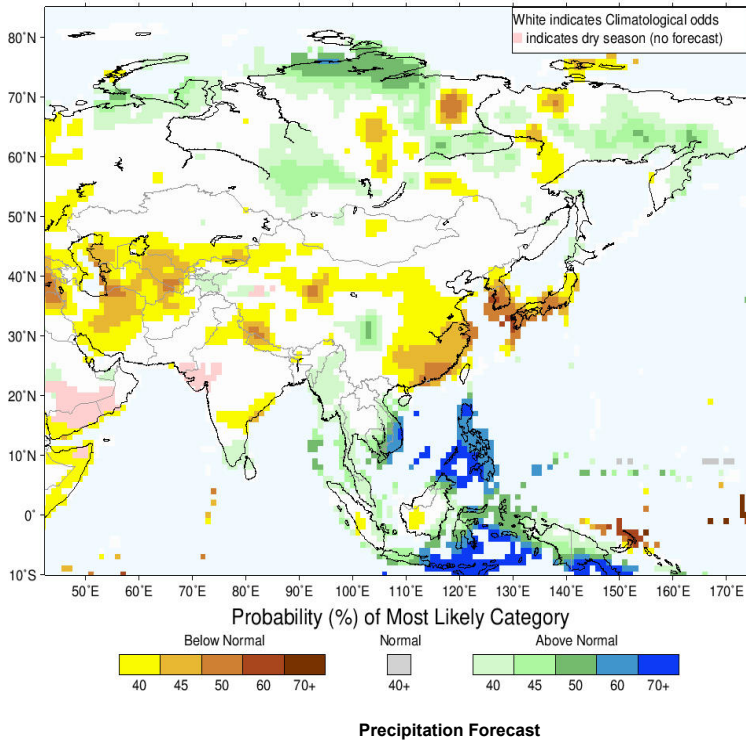 White indicates Climatological odds
indicates dry season (no forecast)
80°N
70°N
60°N
50°N
40°N
30°N
20°N
10°N
0°
10°S
50°E 60°E 70°E 80°E 90°E 100°E 110°E 120°E 130°E 140°E 150°E 160°E 170°E
Probability (%) of Most Likely Category
Below Normal Normal Above Normal
40 45 50 60 70+ 40+ 40 45 50 60 70+
Precipitation Forecast